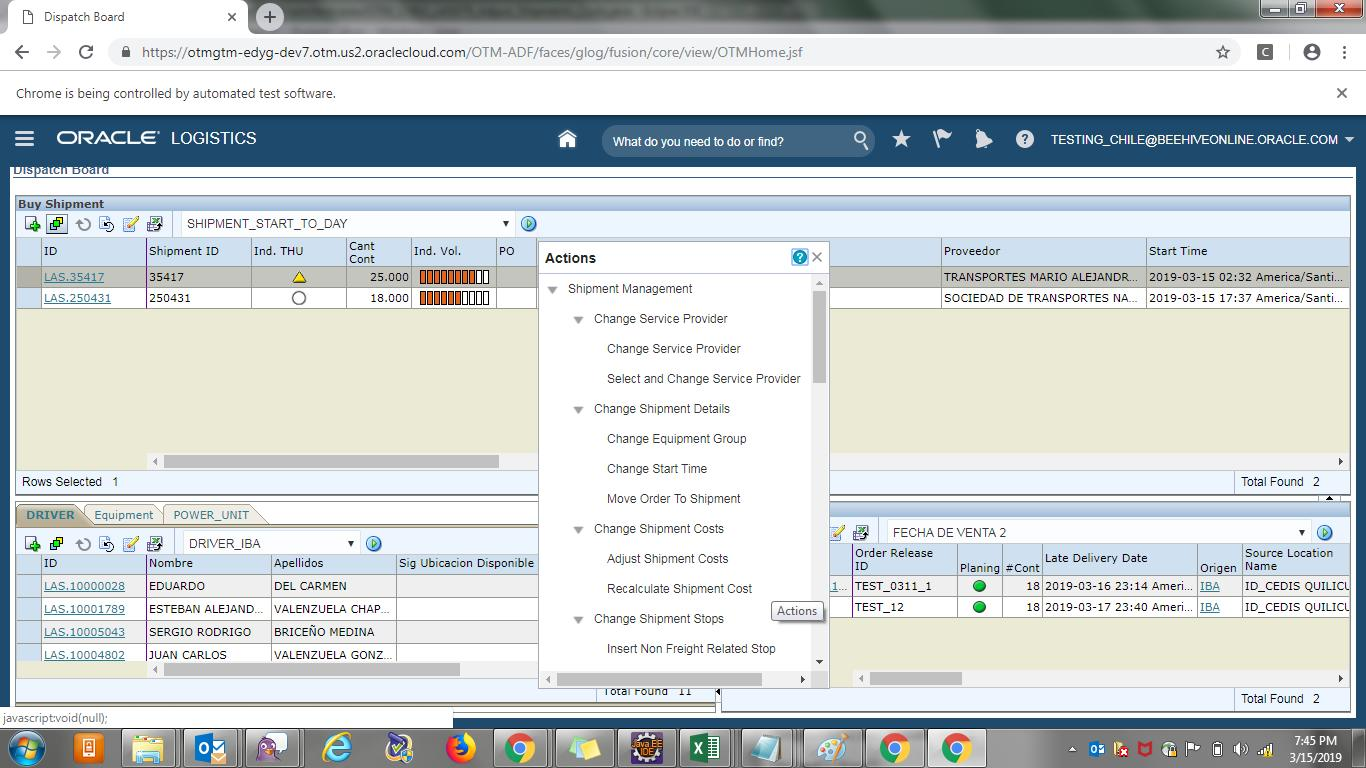 Dispatch Board
https://otmgtm-edyg-dev7.otm.us2.oraclecloud.com/OTM-ADF/faces/glog/fusion/core/view/OTMHome.jsf
Chrome is being controlled by automated test software.
ORACLE LOGISTICS What do you need to do or find? TESTING_CHILE@BEEHIVEONLINE.ORACLE.COM
Dispatch Board
Buy Shipment
SHIPMENT_START_TO_DAY
ID Shipment ID Ind. THU Cant Cont Ind. Vol. PO Proveedor Start Time
LAS.35417 35417 25.000 TRANSPORTES MARIO ALEJANDR... 2019-03-15 02:32 America/Santi...
LAS.250431 250431 18.000 SOCIEDAD DE TRANSPORTES NA... 2019-03-15 17:37 America/Santi...
Rows Selected 1
Total Found 2
Actions
Shipment Management
Change Service Provider
Change Service Provider
Select and Change Service Provider
Change Shipment Details
Change Equipment Group
Change Start Time
Move Order To Shipment
Change Shipment Costs
Adjust Shipment Costs
Recalculate Shipment Cost
Actions
Change Shipment Stops
Insert Non Freight Related Stop
DRIVER Equipment POWER_UNIT
DRIVER_IBA
ID Nombre Apellidos Sig Ubicacion Disponible
LAS.10000028 EDUARDO DEL CARMEN
LAS.10001789 ESTEBAN ALEJAND... VALENZUELA CHAP...
LAS.10005043 SERGIO RODRIGO BRICEÑO MEDINA
LAS.10004802 JUAN CARLOS VALENZUELA GONZ...
Total Found 11
FECHA DE VENTA 2
Order Release ID Planing #Cont Late Delivery Date Origen Source Location Name
1... TEST_0311_1 18 2019-03-16 23:14 Ameri... IBA ID_CEDIS QUILICU
TEST_12 18 2019-03-17 23:40 Ameri... IBA ID_CEDIS QUILICU
Total Found 2
javascript:void(null);
Java EE
IDE
7:45 PM
3/15/2019